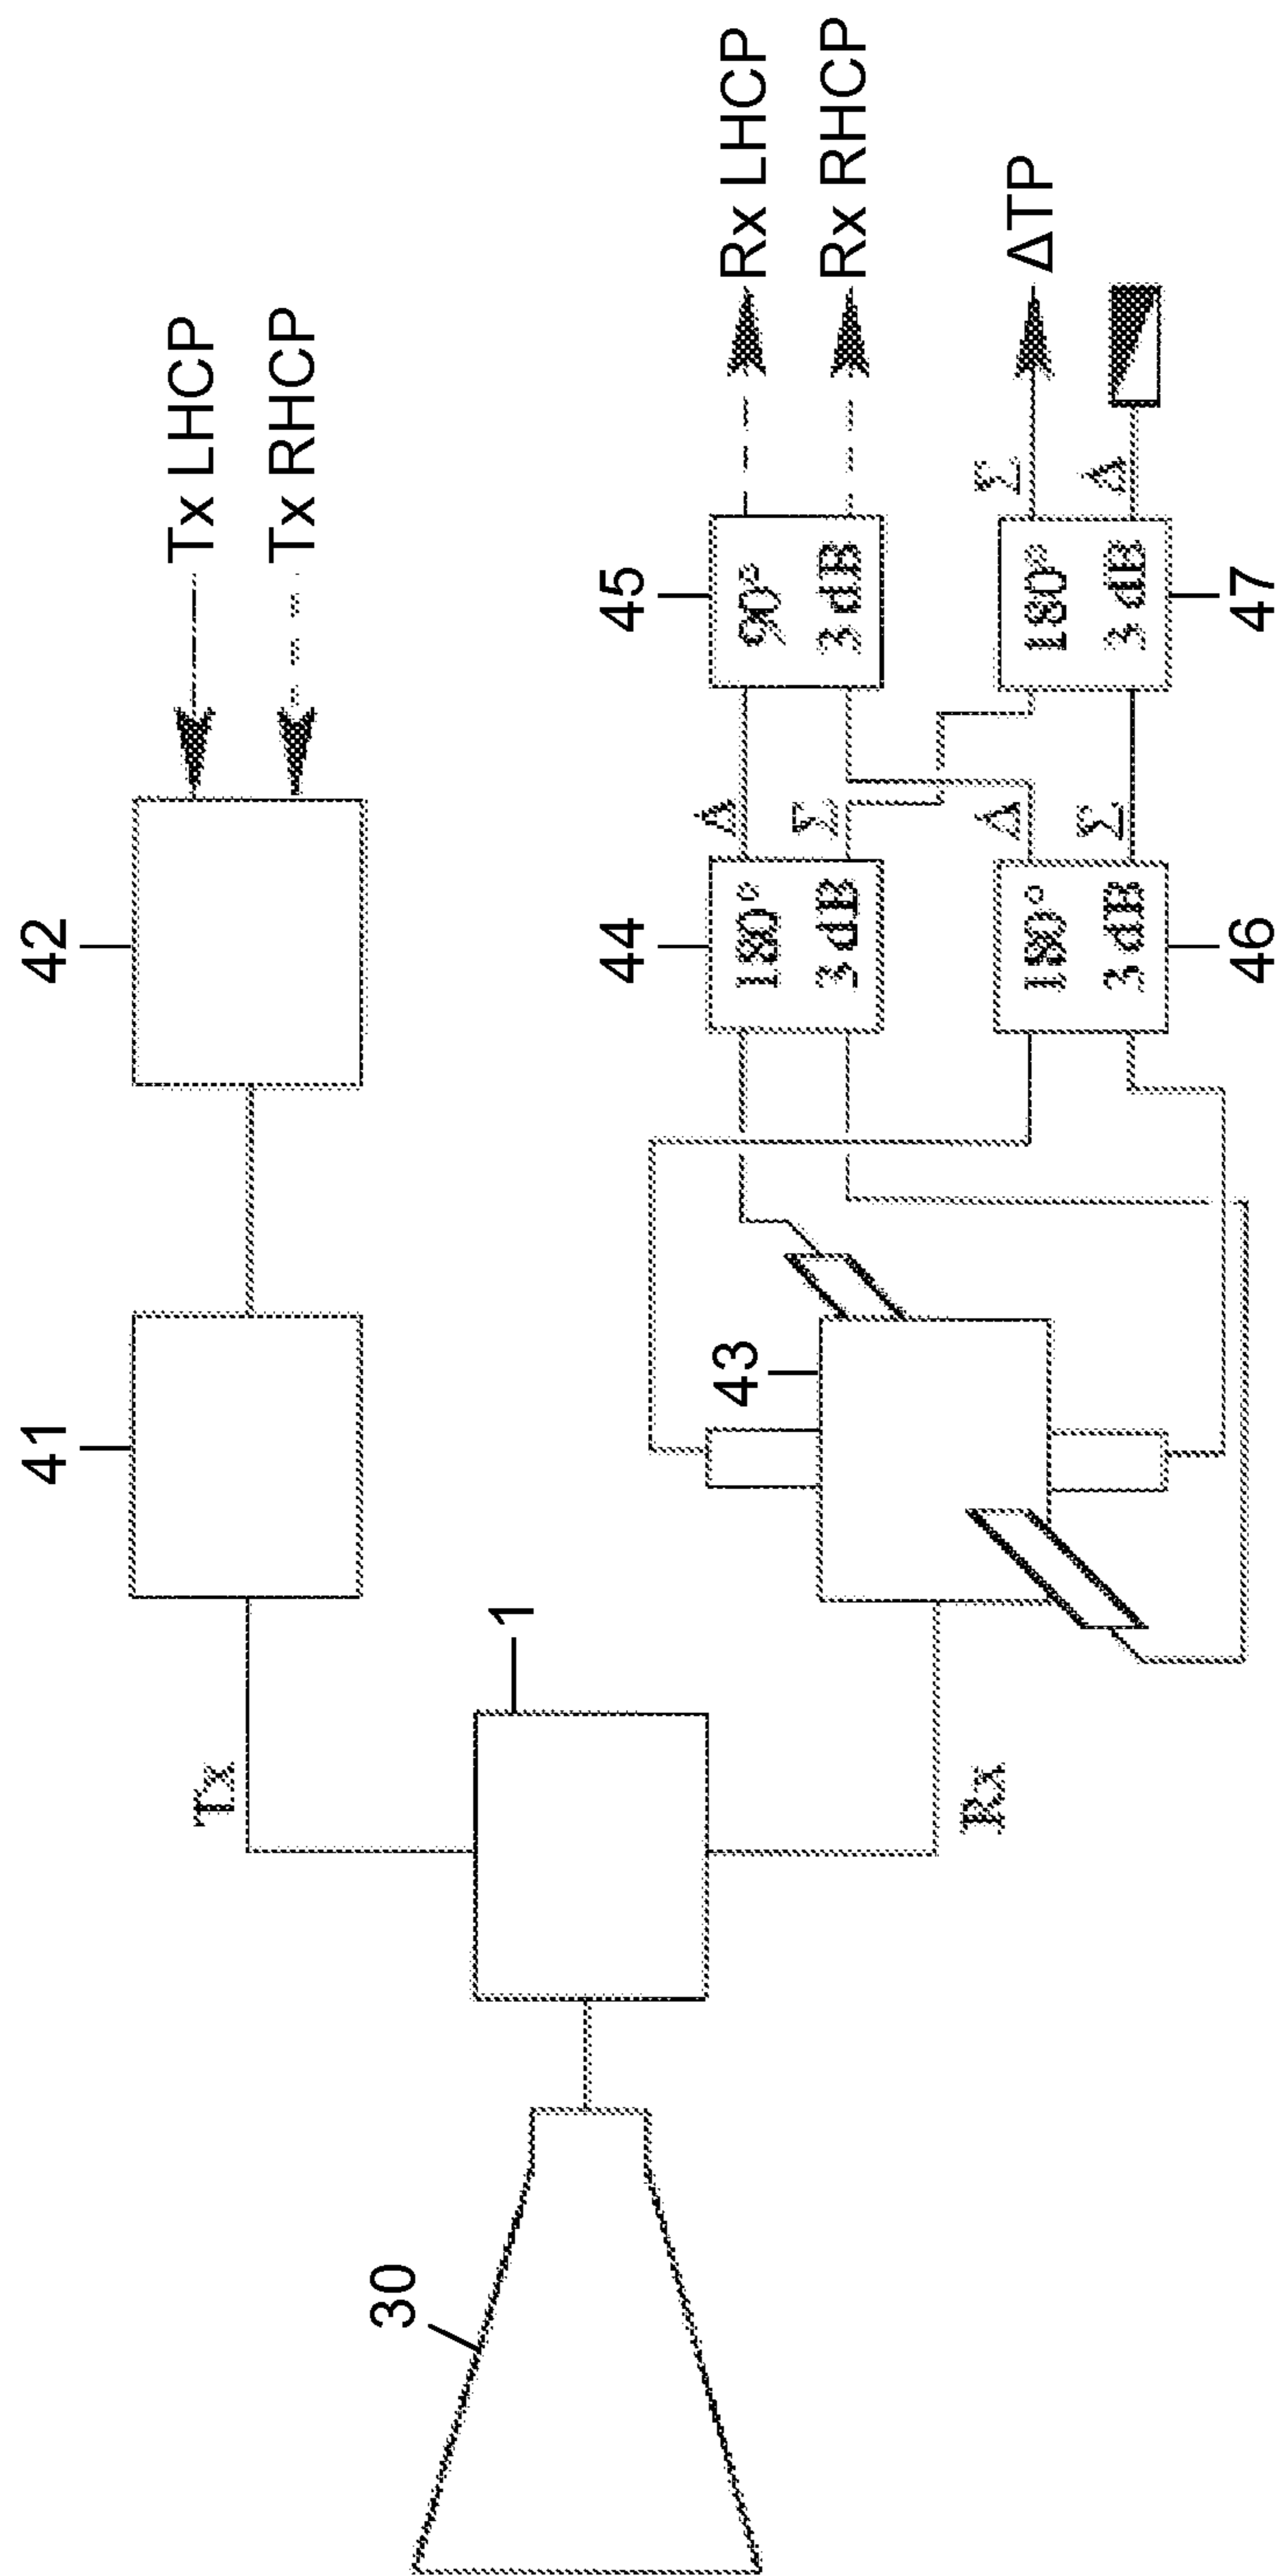 Tx LHCP
Tx RHCP
42
41
Tx
1
30
Rx
43
44
180°
3 dB
Δ
Σ
45
90°
3 dB
Rx LHCP
Rx RHCP
46
180°
3 dB
Δ
Σ
47
180°
3 dB
Σ
Δ
ΔTP